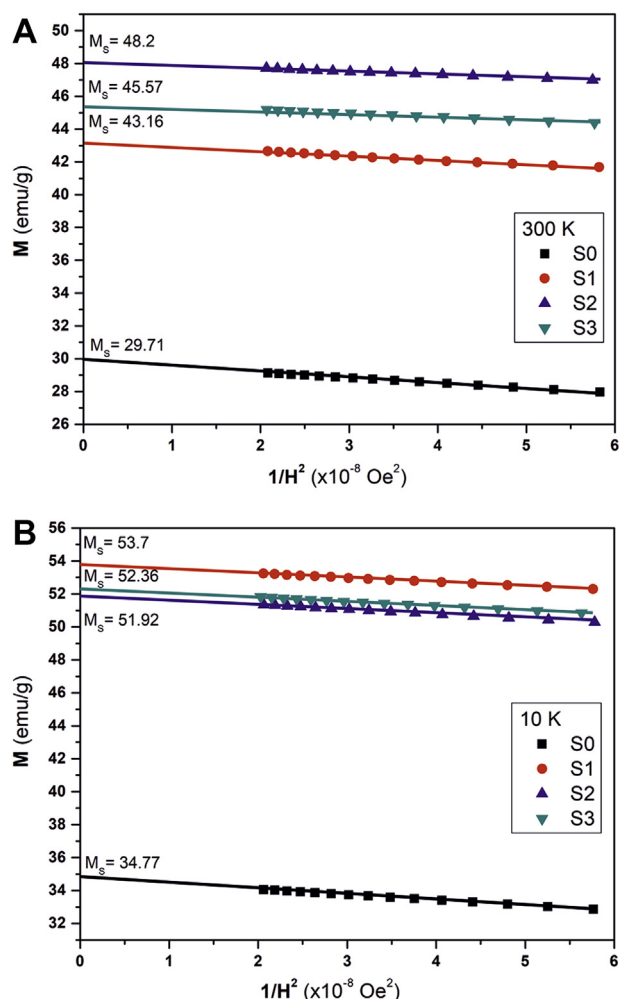 A
50
48
46
44
42
40
38
36
34
32
30
28
26
M (emu/g)
Ms= 48.2
Ms= 45.57
Ms= 43.16
Ms= 29.71
300 K
S0
S1
S2
S3
0 1 2 3 4 5 6
1/H² (x10⁻⁸ Oe²)
B
56
54
52
50
48
46
44
42
40
38
36
34
32
M (emu/g)
Ms= 53.7
Ms= 52.36
Ms= 51.92
Ms= 34.77
10 K
S0
S1
S2
S3
0 1 2 3 4 5 6
1/H² (x10⁻⁸ Oe²)